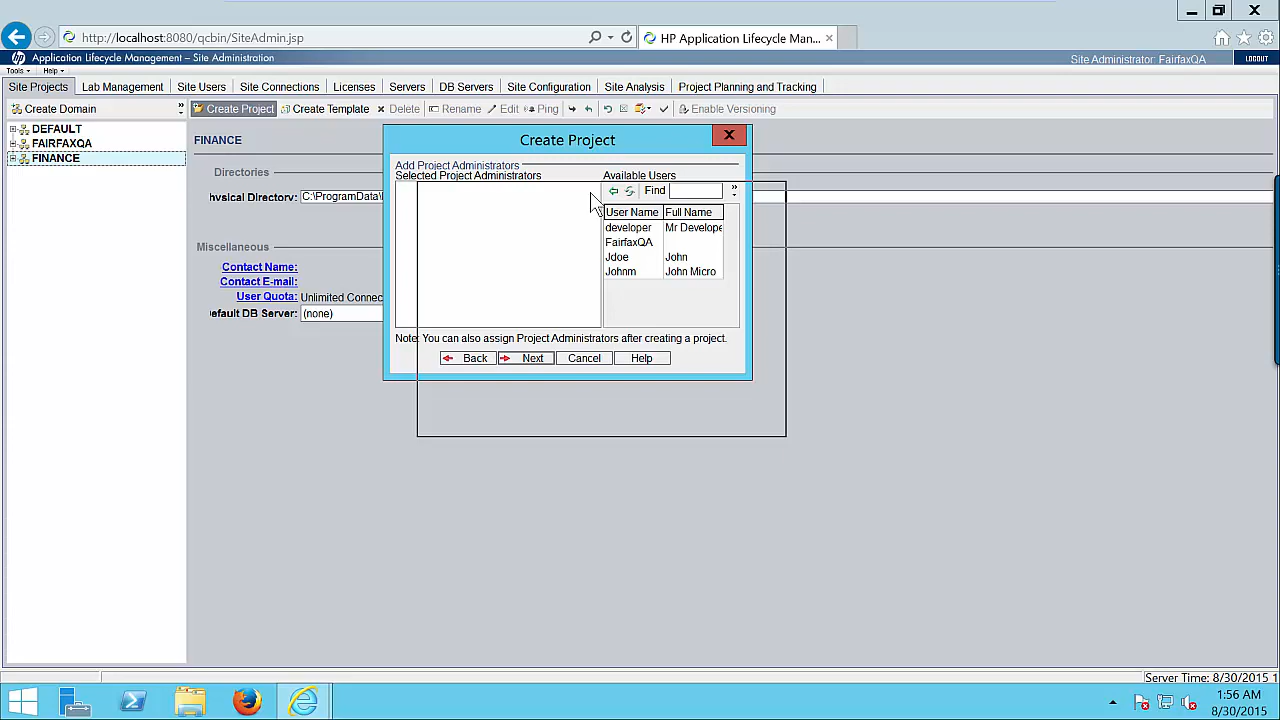 http://localhost:8080/qcbin/SiteAdmin.jsp
HP Application Lifecycle Man...
Application Lifecycle Management - Site Administration
Site Administrator: FairfaxQA
LOGOUT
Tools Help
Site Projects Lab Management Site Users Site Connections Licenses Servers DB Servers Site Configuration Site Analysis Project Planning and Tracking
Create Domain
Create Project Create Template Delete Rename Edit Ping Enable Versioning
DEFAULT
FAIRFAXQA
FINANCE
FINANCE
Directories
hysical Directory: C:\ProgramData\
Miscellaneous
Contact Name:
Contact E-mail:
User Quota: Unlimited Connec
efault DB Server: (none)
Create Project
Add Project Administrators
Selected Project Administrators
Available Users
Find
User Name Full Name
developer Mr Develope
FairfaxQA
Jdoe John
Johnm John Micro
Note: You can also assign Project Administrators after creating a project.
Back Next Cancel Help
Server Time: 8/30/2015 1
1:56 AM
8/30/2015